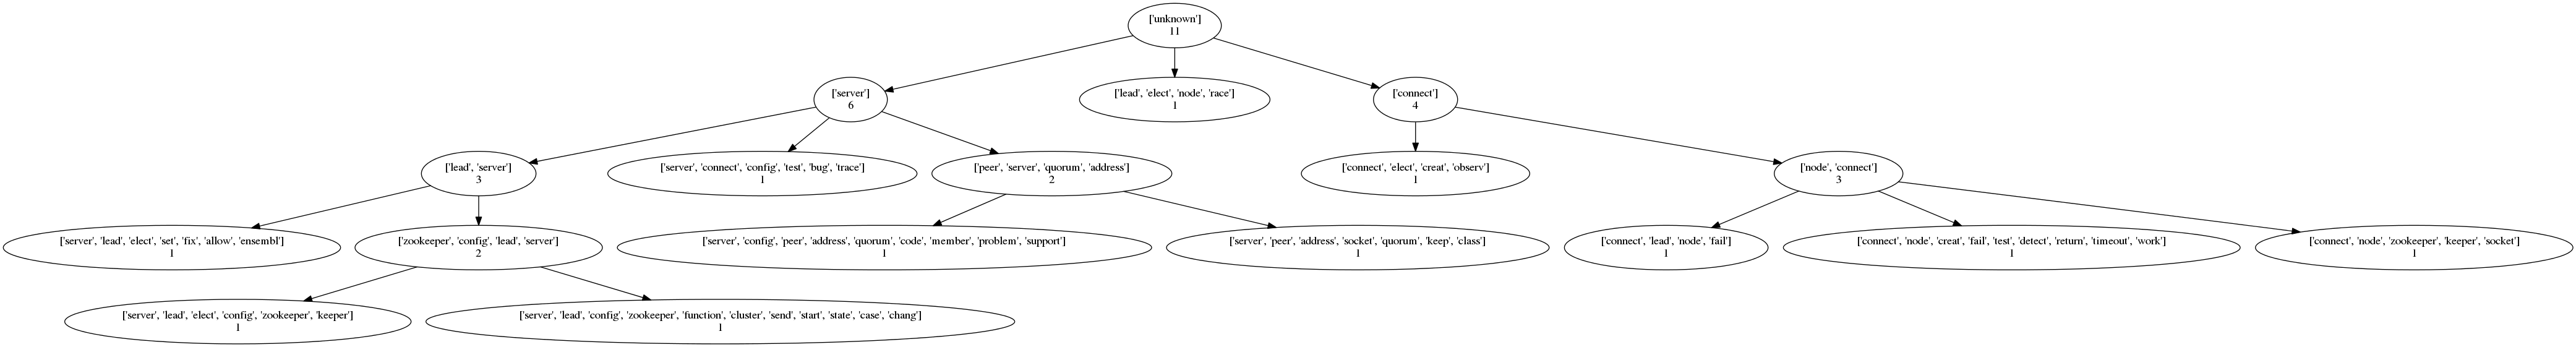 ['unknown']
11
['server']
6
['lead', 'elect', 'node', 'race']
1
['connect']
4
['lead', 'server']
3
['server', 'connect', 'config', 'test', 'bug', 'trace']
1
['peer', 'server', 'quorum', 'address']
2
['connect', 'elect', 'creat', 'observ']
1
['node', 'connect']
3
['server', 'lead', 'elect', 'set', 'fix', 'allow', 'ensembl']
1
['zookeeper', 'config', 'lead', 'server']
2
['server', 'config', 'peer', 'address', 'quorum', 'code', 'member', 'problem', 'support']
1
['server', 'peer', 'address', 'socket', 'quorum', 'keep', 'class']
1
['connect', 'lead', 'node', 'fail']
1
['connect', 'node', 'creat', 'fail', 'test', 'detect', 'return', 'timeout', 'work']
1
['connect', 'node', 'zookeeper', 'keeper', 'socket']
1
['server', 'lead', 'elect', 'config', 'zookeeper', 'keeper']
1
['server', 'lead', 'config', 'zookeeper', 'function', 'cluster', 'send', 'start', 'state', 'case', 'chang']
1